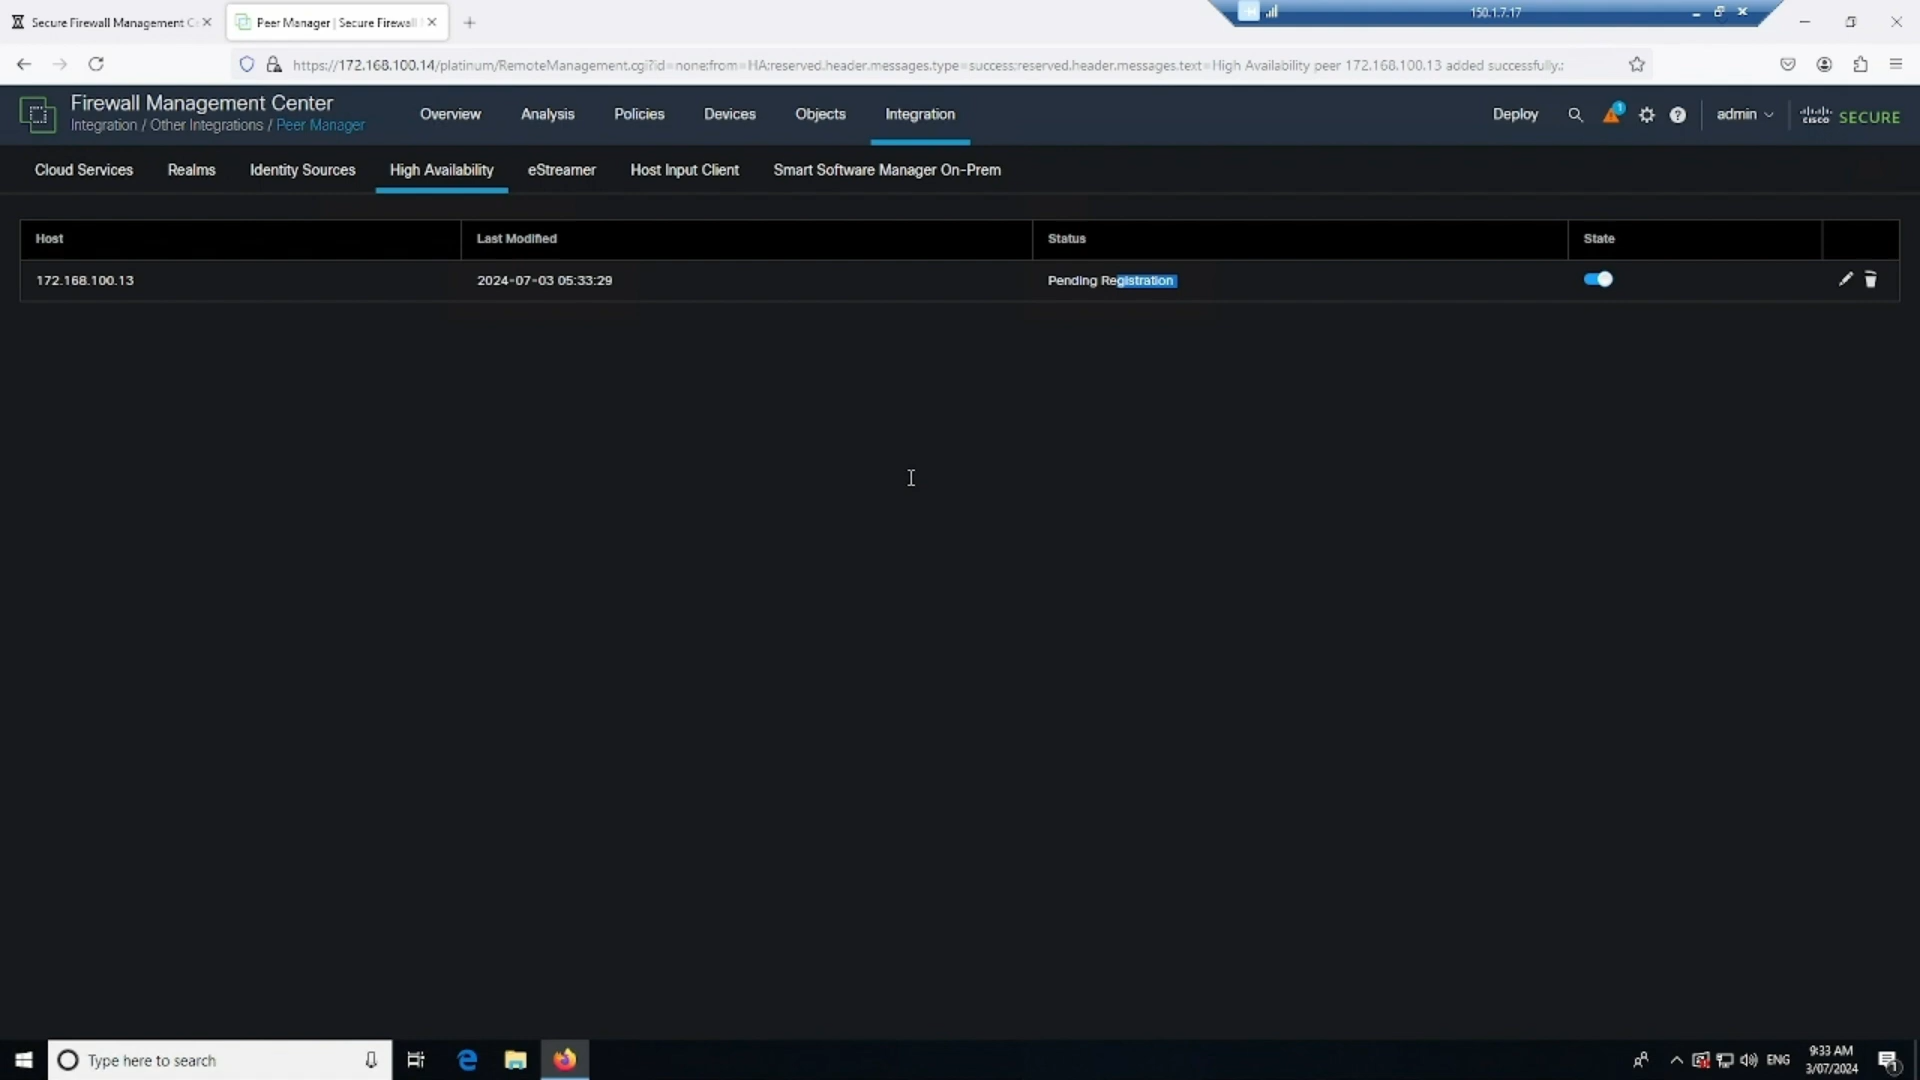 Secure Firewall Management C
Peer Manager | Secure Firewall
150.1.7.17
https://172.168.100.14/platinum/RemoteManagement.cgi?id=none;from=HA;reserved.header.messages.type=success;reserved.header.messages.text=High Availability peer 172.168.100.13 added successfully.;
Firewall Management Center
Integration / Other Integrations / Peer Manager
Overview Analysis Policies Devices Objects Integration
Deploy
1
admin
CISCO SECURE
Cloud Services Realms Identity Sources High Availability eStreamer Host Input Client Smart Software Manager On-Prem
Host Last Modified Status State
172.168.100.13 2024-07-03 05:33:29 Pending Registration
Type here to search
ENG
9:33 AM
3/07/2024
1